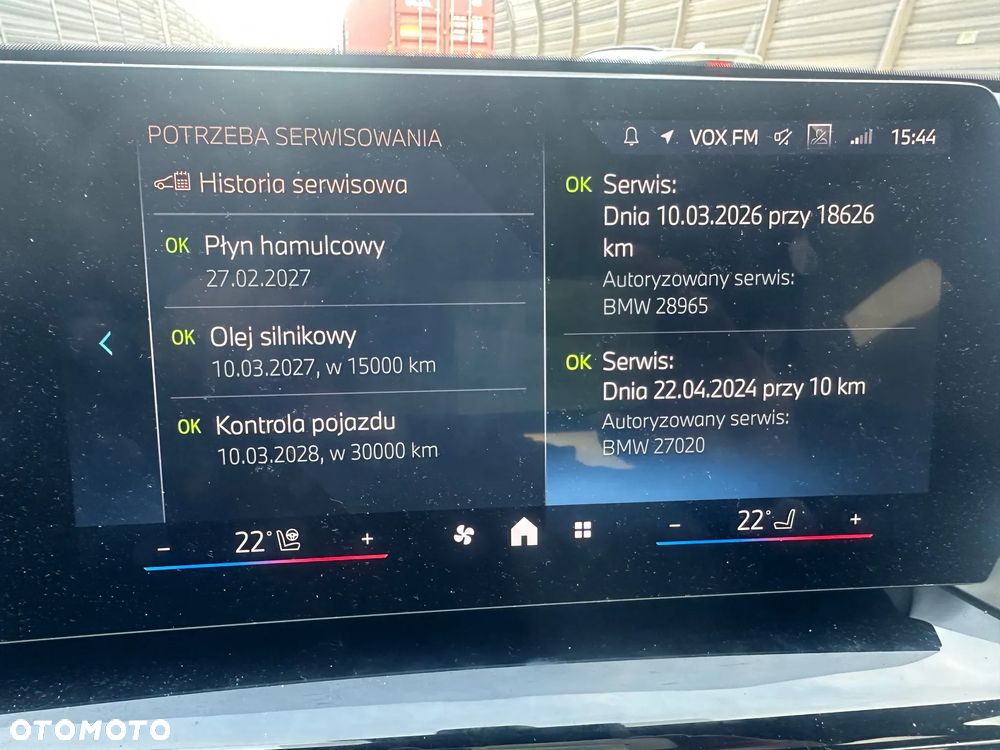 POTRZEBA SERWISOWANIA
VOX FM
15:44
Historia serwisowa
OK Płyn hamulcowy
27.02.2027
OK Olej silnikowy
10.03.2027, w 15000 km
OK Kontrola pojazdu
10.03.2028, w 30000 km
OK Serwis:
Dnia 10.03.2026 przy 18626
km
Autoryzowany serwis:
BMW 28965
OK Serwis:
Dnia 22.04.2024 przy 10 km
Autoryzowany serwis:
BMW 27020
− 22° +
− 22° +
OTOMOTO